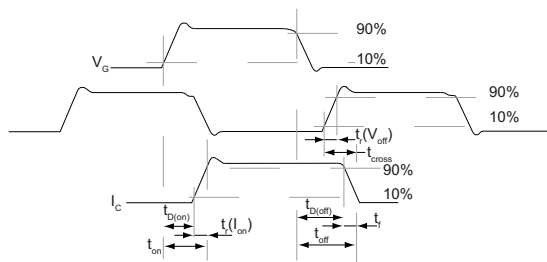 90%
V_G
10%
90%
10%
t_r(V_off)
t_cross
90%
I_C
10%
t_D(on)
t_D(off)
t_r(I_on)
t_f
t_on
t_off